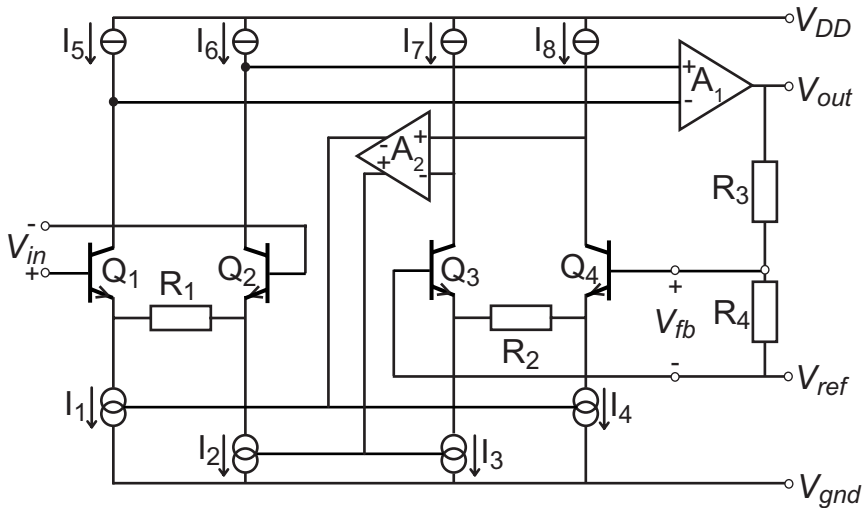 I5 I6 I7 I8 VDD
+ A1 - Vout
- A2 +
+ -
R3
-
Vin
+
Q1 Q2 Q3 Q4
R1 R2
+
Vfb
-
R4
Vref
I1 I4
I2 I3
Vgnd